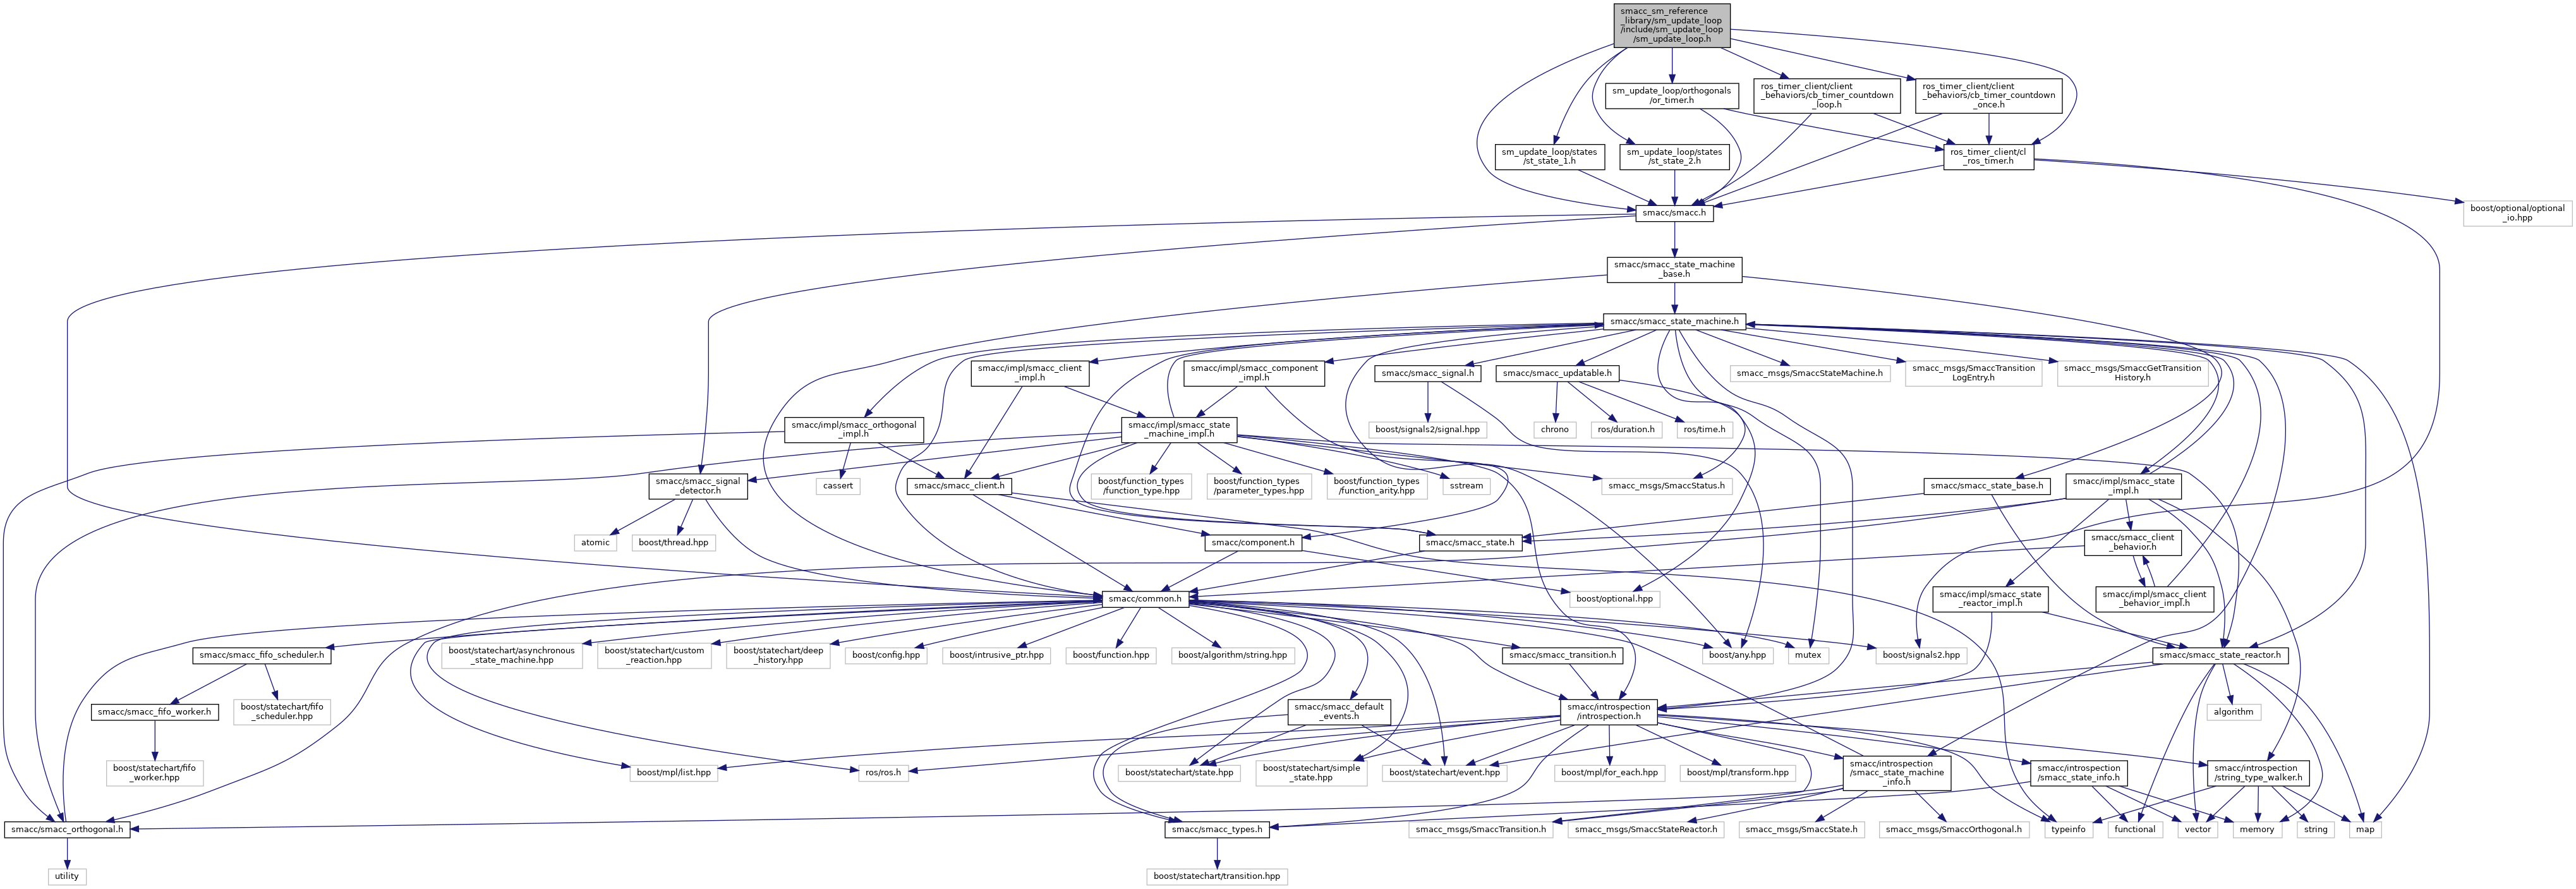 smacc_sm_reference
_library/sm_update_loop
/include/sm_update_loop
/sm_update_loop.h
sm_update_loop/orthogonals
/or_timer.h
ros_timer_client/client
_behaviors/cb_timer_countdown
_loop.h
ros_timer_client/client
_behaviors/cb_timer_countdown
_once.h
sm_update_loop/states
/st_state_1.h
sm_update_loop/states
/st_state_2.h
ros_timer_client/cl
_ros_timer.h
smacc/smacc.h
boost/optional/optional
_io.hpp
smacc/smacc_state_machine
_base.h
smacc/smacc_state_machine.h
smacc/impl/smacc_client
_impl.h
smacc/impl/smacc_component
_impl.h
smacc/smacc_signal.h
smacc/smacc_updatable.h
smacc_msgs/SmaccStateMachine.h
smacc_msgs/SmaccTransition
LogEntry.h
smacc_msgs/SmaccGetTransition
History.h
smacc/impl/smacc_orthogonal
_impl.h
smacc/impl/smacc_state
_machine_impl.h
boost/signals2/signal.hpp
chrono
ros/duration.h
ros/time.h
smacc/smacc_signal
_detector.h
cassert
smacc/smacc_client.h
boost/function_types
/function_type.hpp
boost/function_types
/parameter_types.hpp
boost/function_types
/function_arity.hpp
sstream
smacc_msgs/SmaccStatus.h
smacc/smacc_state_base.h
smacc/impl/smacc_state
_impl.h
atomic
boost/thread.hpp
smacc/component.h
smacc/smacc_state.h
smacc/smacc_client
_behavior.h
smacc/common.h
boost/optional.hpp
smacc/impl/smacc_state
_reactor_impl.h
smacc/impl/smacc_client
_behavior_impl.h
smacc/smacc_fifo_scheduler.h
boost/statechart/asynchronous
_state_machine.hpp
boost/statechart/custom
_reaction.hpp
boost/statechart/deep
_history.hpp
boost/config.hpp
boost/intrusive_ptr.hpp
boost/function.hpp
boost/algorithm/string.hpp
smacc/smacc_transition.h
boost/any.hpp
mutex
boost/signals2.hpp
smacc/smacc_state_reactor.h
smacc/smacc_fifo_worker.h
boost/statechart/fifo
_scheduler.hpp
smacc/smacc_default
_events.h
smacc/introspection
/introspection.h
algorithm
boost/statechart/fifo
_worker.hpp
boost/mpl/list.hpp
ros/ros.h
boost/statechart/state.hpp
boost/statechart/simple
_state.hpp
boost/statechart/event.hpp
boost/mpl/for_each.hpp
boost/mpl/transform.hpp
smacc/introspection
/smacc_state_machine
_info.h
smacc/introspection
/smacc_state_info.h
smacc/introspection
/string_type_walker.h
smacc/smacc_orthogonal.h
smacc/smacc_types.h
smacc_msgs/SmaccTransition.h
smacc_msgs/SmaccStateReactor.h
smacc_msgs/SmaccState.h
smacc_msgs/SmaccOrthogonal.h
typeinfo
functional
vector
memory
string
map
utility
boost/statechart/transition.hpp